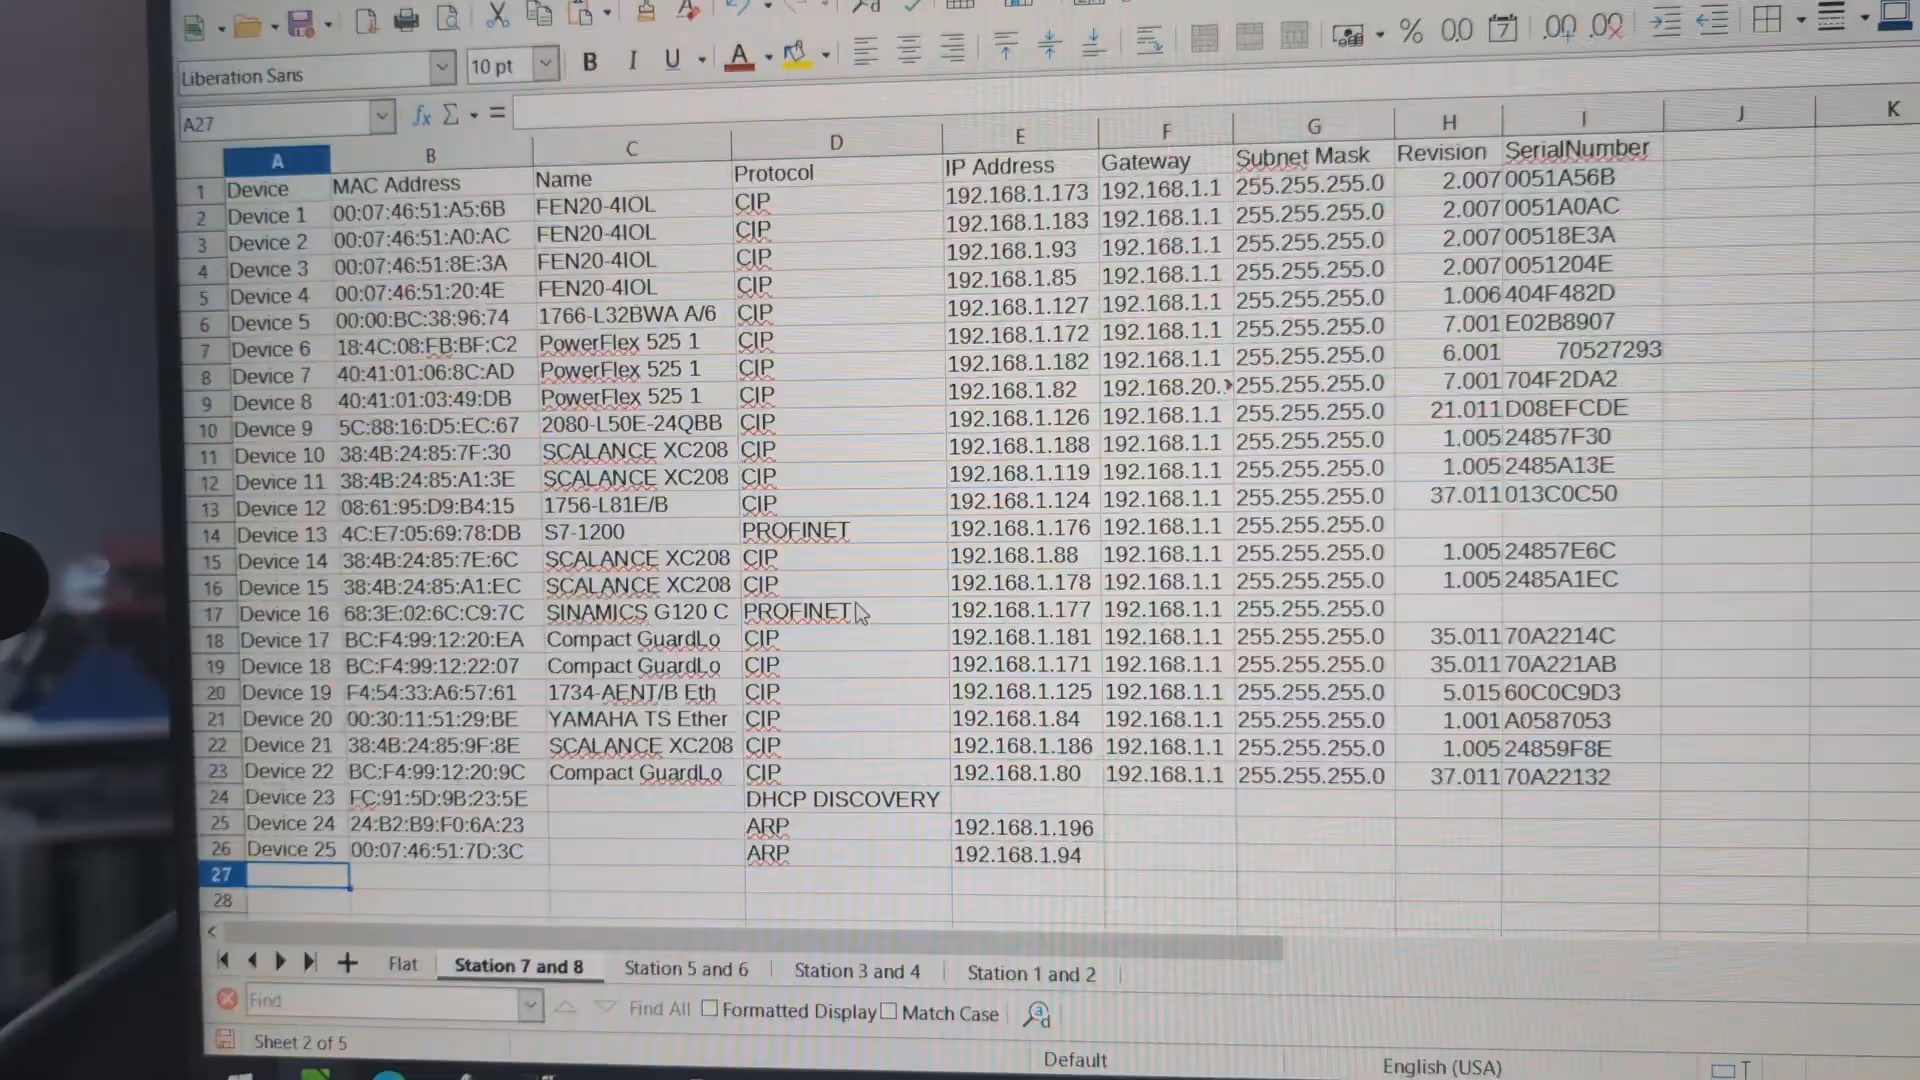 Liberation Sans 10 pt B I U A % 0.0 7 .00 .00
A27 fx Σ =
A B C D E F G H I J K
1 Device MAC Address Name Protocol IP Address Gateway Subnet Mask Revision SerialNumber
2 Device 1 00:07:46:51:A5:6B FEN20-4IOL CIP 192.168.1.173 192.168.1.1 255.255.255.0 2.007 0051A56B
3 Device 2 00:07:46:51:A0:AC FEN20-4IOL CIP 192.168.1.183 192.168.1.1 255.255.255.0 2.007 0051A0AC
4 Device 3 00:07:46:51:8E:3A FEN20-4IOL CIP 192.168.1.93 192.168.1.1 255.255.255.0 2.007 00518E3A
5 Device 4 00:07:46:51:20:4E FEN20-4IOL CIP 192.168.1.85 192.168.1.1 255.255.255.0 2.007 0051204E
6 Device 5 00:00:BC:38:96:74 1766-L32BWA A/6 CIP 192.168.1.127 192.168.1.1 255.255.255.0 1.006 404F482D
7 Device 6 18:4C:08:FB:BF:C2 PowerFlex 525 1 CIP 192.168.1.172 192.168.1.1 255.255.255.0 7.001 E02B8907
8 Device 7 40:41:01:06:8C:AD PowerFlex 525 1 CIP 192.168.1.182 192.168.1.1 255.255.255.0 6.001 70527293
9 Device 8 40:41:01:03:49:DB PowerFlex 525 1 CIP 192.168.1.82 192.168.20. 255.255.255.0 7.001 704F2DA2
10 Device 9 5C:88:16:D5:EC:67 2080-L50E-24QBB CIP 192.168.1.126 192.168.1.1 255.255.255.0 21.011 D08EFCDE
11 Device 10 38:4B:24:85:7F:30 SCALANCE XC208 CIP 192.168.1.188 192.168.1.1 255.255.255.0 1.005 24857F30
12 Device 11 38:4B:24:85:A1:3E SCALANCE XC208 CIP 192.168.1.119 192.168.1.1 255.255.255.0 1.005 2485A13E
13 Device 12 08:61:95:D9:B4:15 1756-L81E/B CIP 192.168.1.124 192.168.1.1 255.255.255.0 37.011 013C0C50
14 Device 13 4C:E7:05:69:78:DB S7-1200 PROFINET 192.168.1.176 192.168.1.1 255.255.255.0
15 Device 14 38:4B:24:85:7E:6C SCALANCE XC208 CIP 192.168.1.88 192.168.1.1 255.255.255.0 1.005 24857E6C
16 Device 15 38:4B:24:85:A1:EC SCALANCE XC208 CIP 192.168.1.178 192.168.1.1 255.255.255.0 1.005 2485A1EC
17 Device 16 68:3E:02:6C:C9:7C SINAMICS G120 C PROFINET 192.168.1.177 192.168.1.1 255.255.255.0
18 Device 17 BC:F4:99:12:20:EA Compact GuardLo CIP 192.168.1.181 192.168.1.1 255.255.255.0 35.011 70A2214C
19 Device 18 BC:F4:99:12:22:07 Compact GuardLo CIP 192.168.1.171 192.168.1.1 255.255.255.0 35.011 70A221AB
20 Device 19 F4:54:33:A6:57:61 1734-AENT/B Eth CIP 192.168.1.125 192.168.1.1 255.255.255.0 5.015 60C0C9D3
21 Device 20 00:30:11:51:29:BE YAMAHA TS Ether CIP 192.168.1.84 192.168.1.1 255.255.255.0 1.001 A0587053
22 Device 21 38:4B:24:85:9F:8E SCALANCE XC208 CIP 192.168.1.186 192.168.1.1 255.255.255.0 1.005 24859F8E
23 Device 22 BC:F4:99:12:20:9C Compact GuardLo CIP 192.168.1.80 192.168.1.1 255.255.255.0 37.011 70A22132
24 Device 23 FC:91:5D:9B:23:5E DHCP DISCOVERY
25 Device 24 24:B2:B9:F0:6A:23 ARP 192.168.1.196
26 Device 25 00:07:46:51:7D:3C ARP 192.168.1.94
27
28
Flat Station 7 and 8 Station 5 and 6 Station 3 and 4 Station 1 and 2
Find Find All Formatted Display Match Case
Sheet 2 of 5 Default English (USA)